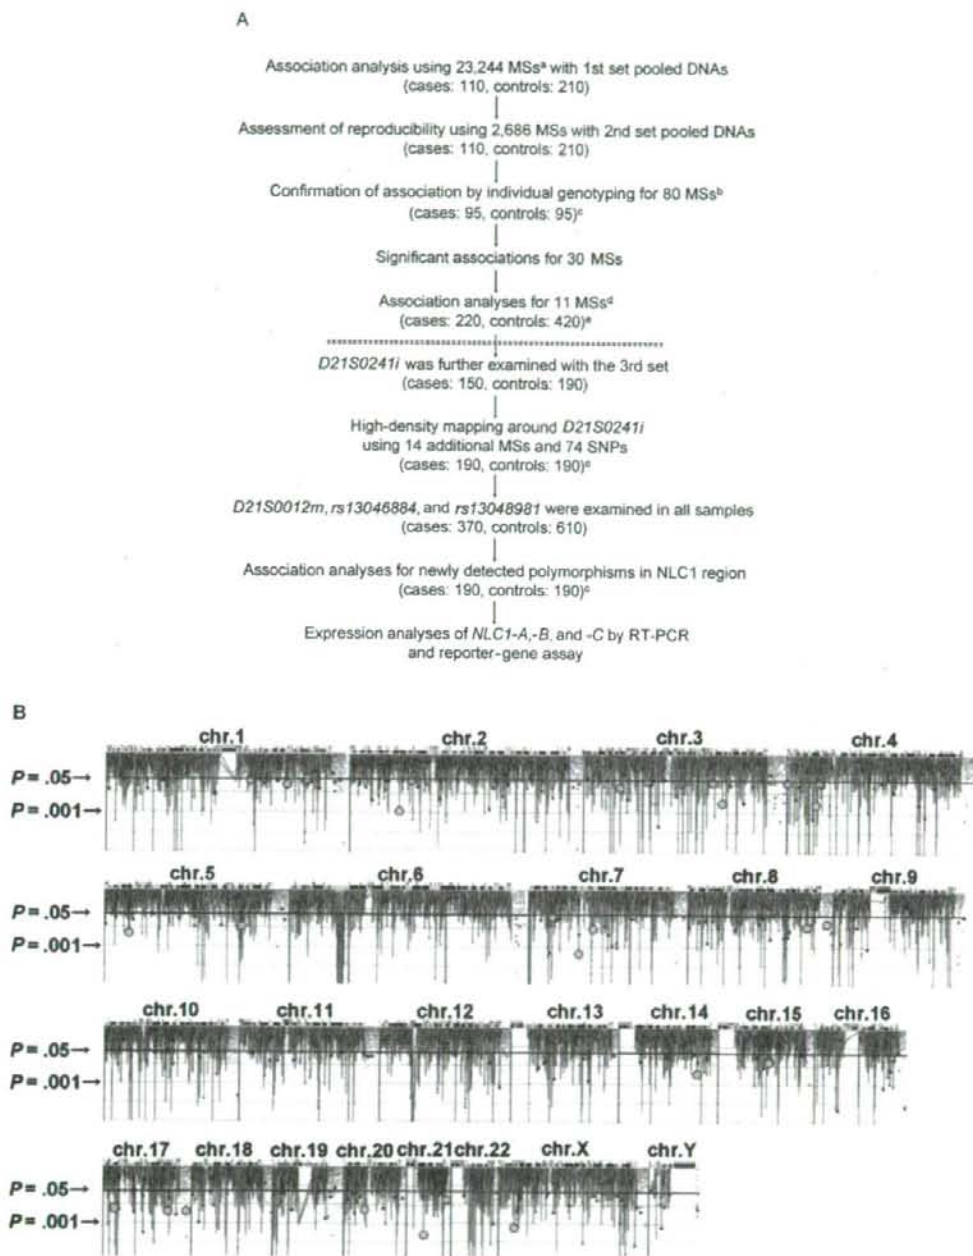 A
Association analysis using 23,244 MSsᵃ with 1st set pooled DNAs
(cases: 110, controls: 210)
Assessment of reproducibility using 2,686 MSs with 2nd set pooled DNAs
(cases: 110, controls: 210)
Confirmation of association by individual genotyping for 80 MSsᵇ
(cases: 95, controls: 95)ᶜ
Significant associations for 30 MSs
Association analyses for 11 MSsᵈ
(cases: 220, controls: 420)ᵉ
D21S0241i was further examined with the 3rd set
(cases: 150, controls: 190)
High-density mapping around D21S0241i
using 14 additional MSs and 74 SNPs
(cases: 190, controls: 190)ᶜ
D21S0012m, rs13046884, and rs13048981 were examined in all samples
(cases: 370, controls: 610)
Association analyses for newly detected polymorphisms in NLC1 region
(cases: 190, controls: 190)ᶜ
Expression analyses of NLC1-A,-B, and -C by RT-PCR
and reporter-gene assay
B
chr.1 chr.2 chr.3 chr.4
P = .05→
P = .001→
chr.5 chr.6 chr.7 chr.8 chr.9
P = .05→
P = .001→
chr.10 chr.11 chr.12 chr.13 chr.14 chr.15 chr.16
P = .05→
P = .001→
chr.17 chr.18 chr.19 chr.20 chr.21 chr.22 chr.X chr.Y
P = .05→
P = .001→